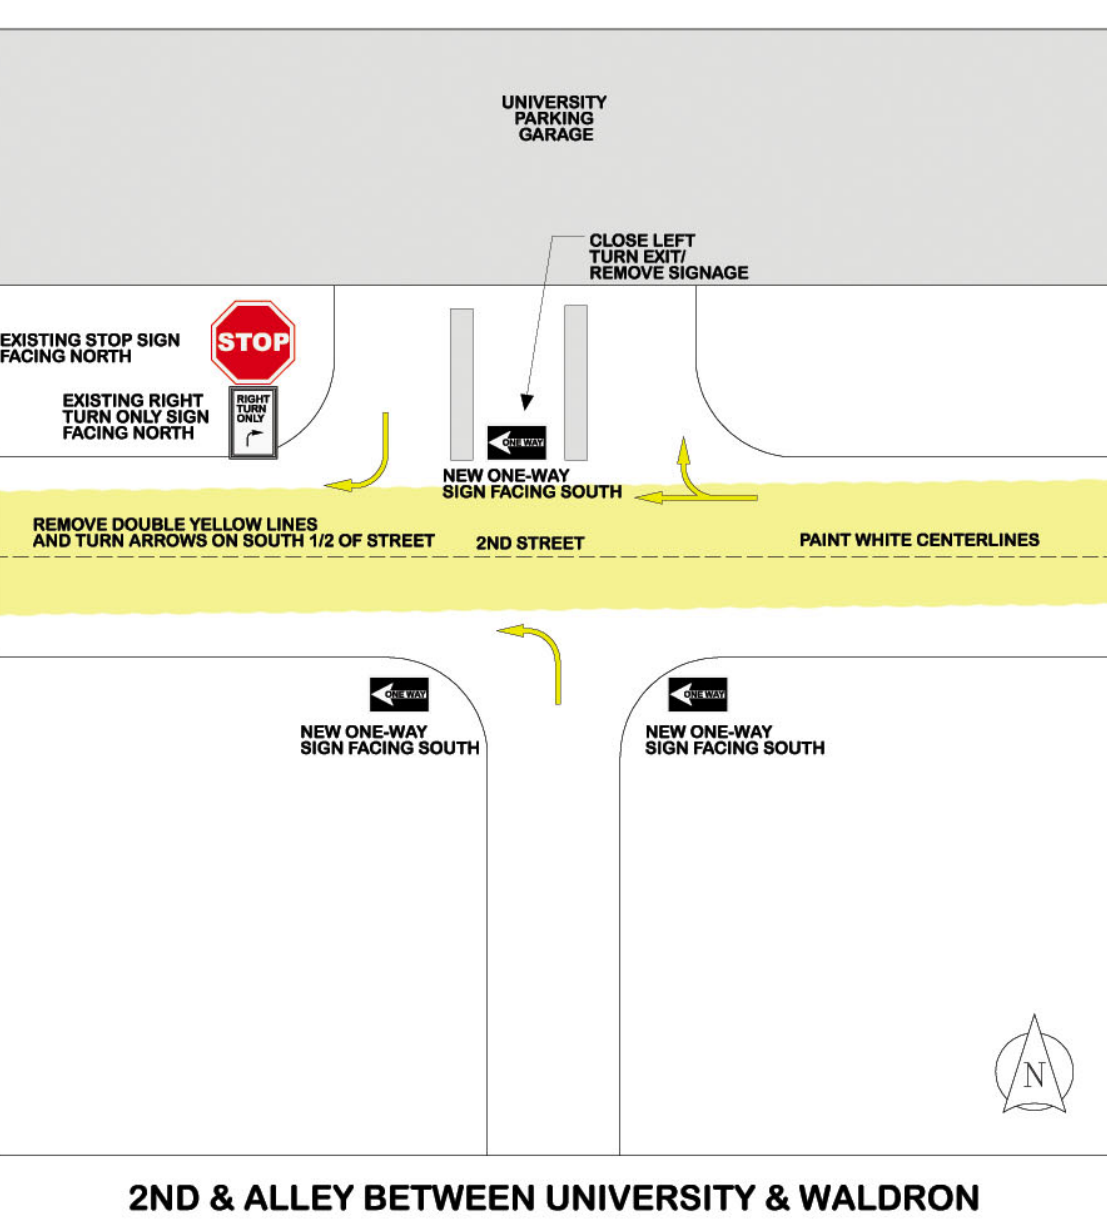 UNIVERSITY
PARKING
GARAGE
CLOSE LEFT
TURN EXIT/
REMOVE SIGNAGE
EXISTING STOP SIGN
FACING NORTH
STOP
EXISTING RIGHT
TURN ONLY SIGN
FACING NORTH
RIGHT
TURN
ONLY
ONE WAY
NEW ONE-WAY
SIGN FACING SOUTH
REMOVE DOUBLE YELLOW LINES
AND TURN ARROWS ON SOUTH 1/2 OF STREET
2ND STREET
PAINT WHITE CENTERLINES
ONE WAY
NEW ONE-WAY
SIGN FACING SOUTH
ONE WAY
NEW ONE-WAY
SIGN FACING SOUTH
N
2ND & ALLEY BETWEEN UNIVERSITY & WALDRON